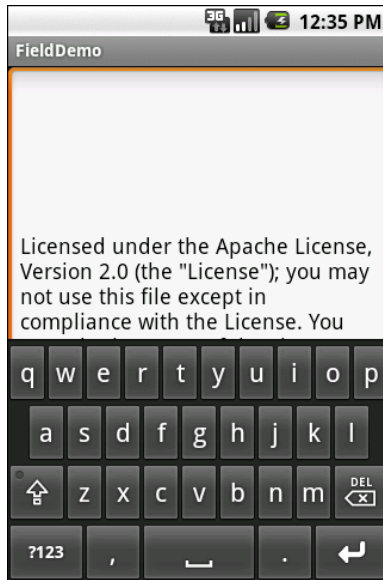 3G 12:35 PM
FieldDemo
Licensed under the Apache License,
Version 2.0 (the "License"); you may
not use this file except in
compliance with the License. You
q w e r t y u i o p
a s d f g h j k l
z x c v b n m DEL
?123 , .